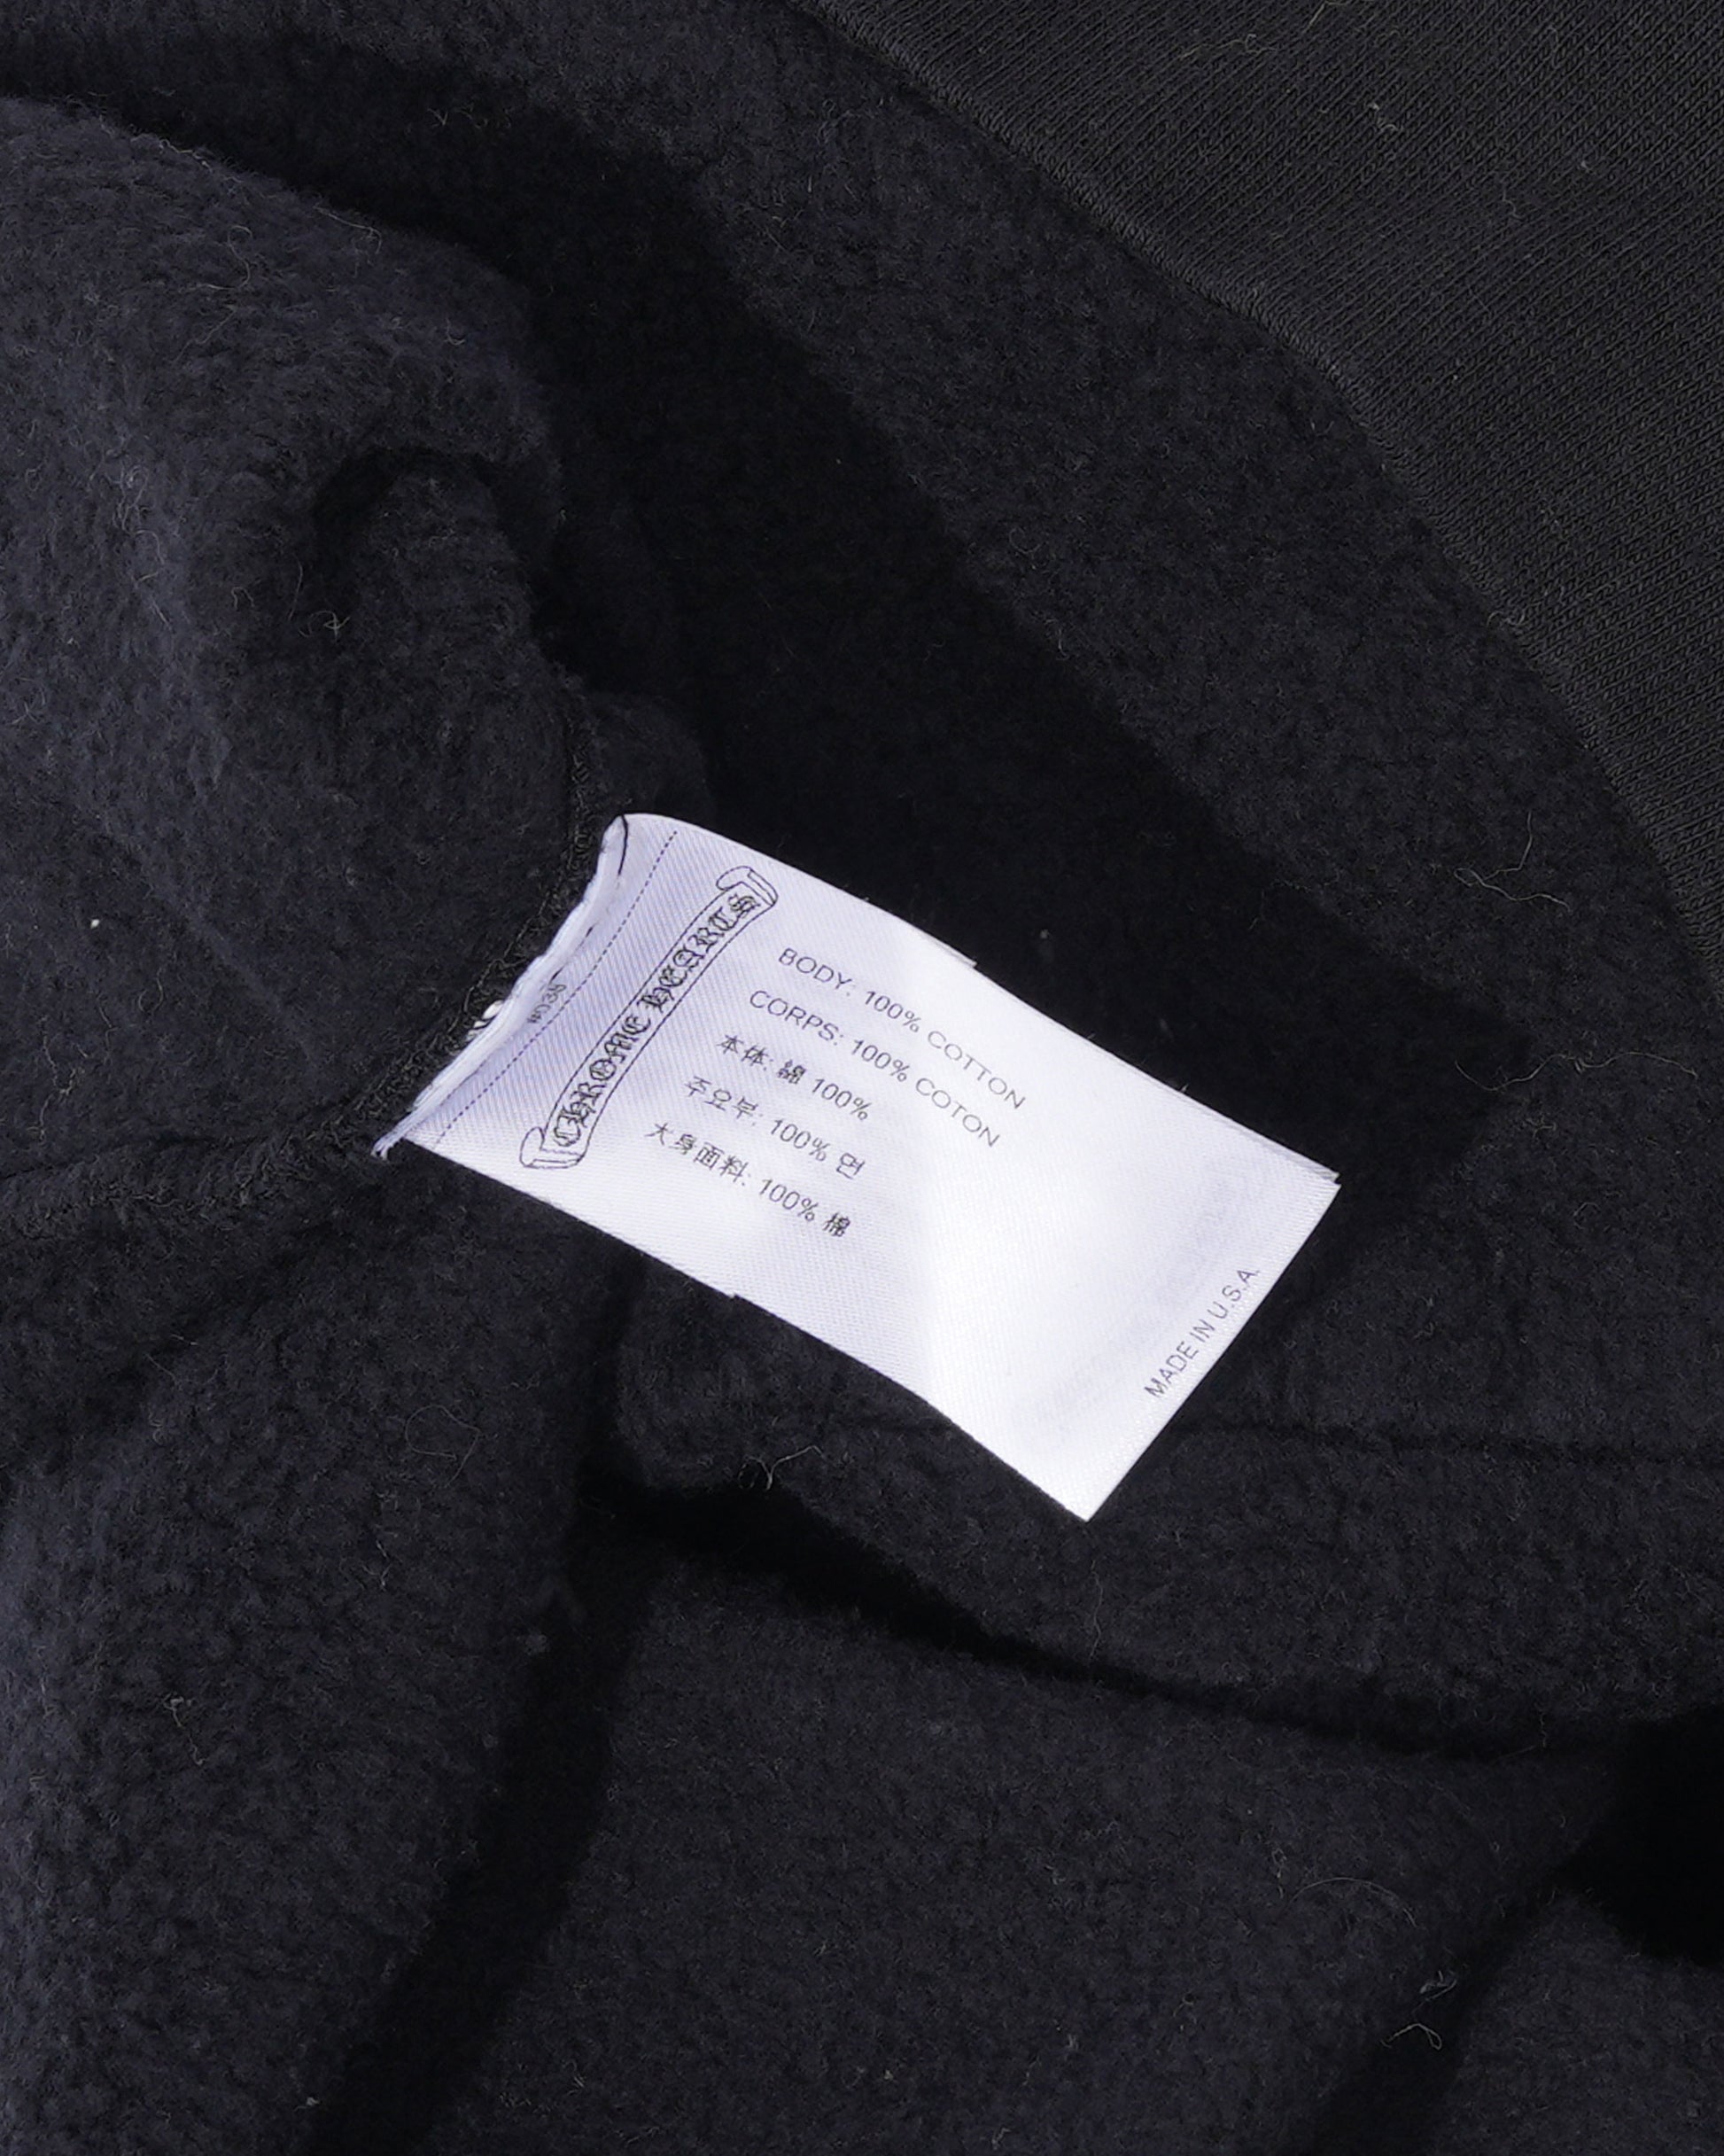 CHROME HEARTS
BODY: 100% COTTON
CORPS: 100% COTON
本体: 綿 100%
주요부: 100% 면
大身面料: 100% 棉
MADE IN U.S.A.